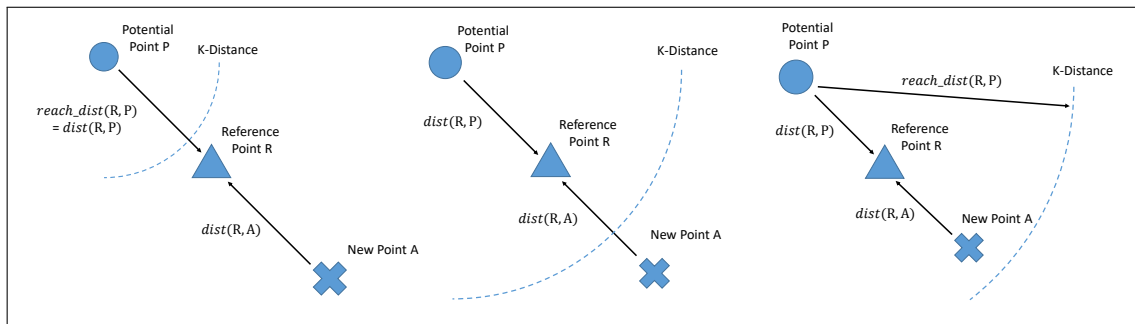 Potential
Point P
K-Distance
reach_dist(R, P)
= dist(R, P)
Reference
Point R
dist(R, A)
New Point A
Potential
Point P
K-Distance
dist(R, P)
Reference
Point R
dist(R, A)
New Point A
Potential
Point P
K-Distance
reach_dist(R, P)
dist(R, P)
Reference
Point R
dist(R, A)
New Point A